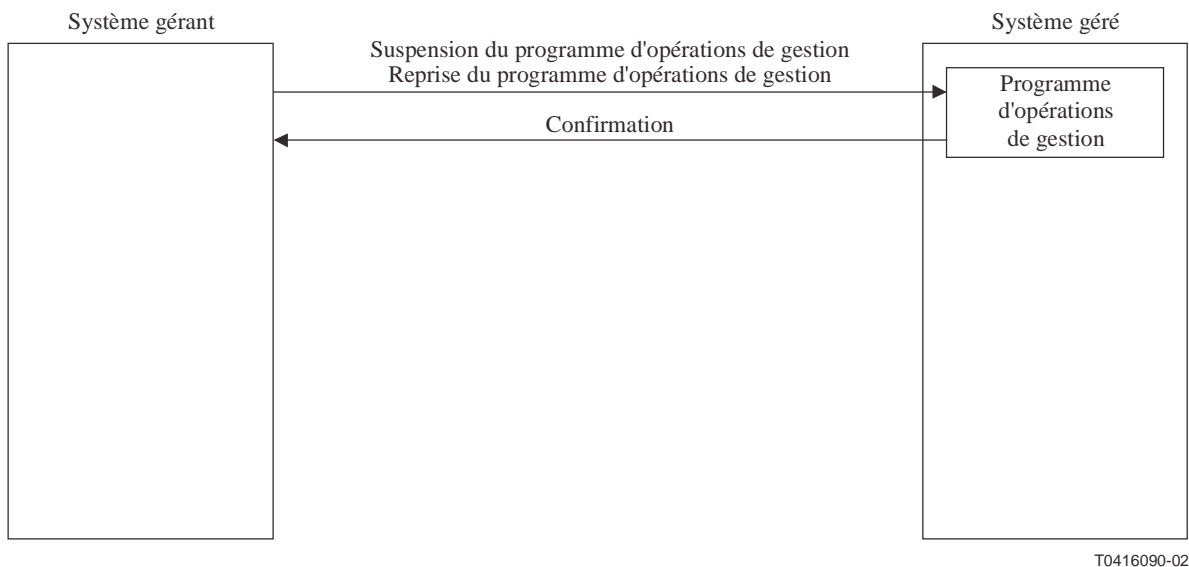 Système gérant
Système géré
Suspension du programme d'opérations de gestion
Reprise du programme d'opérations de gestion
Programme
d'opérations
de gestion
Confirmation
T0416090-02